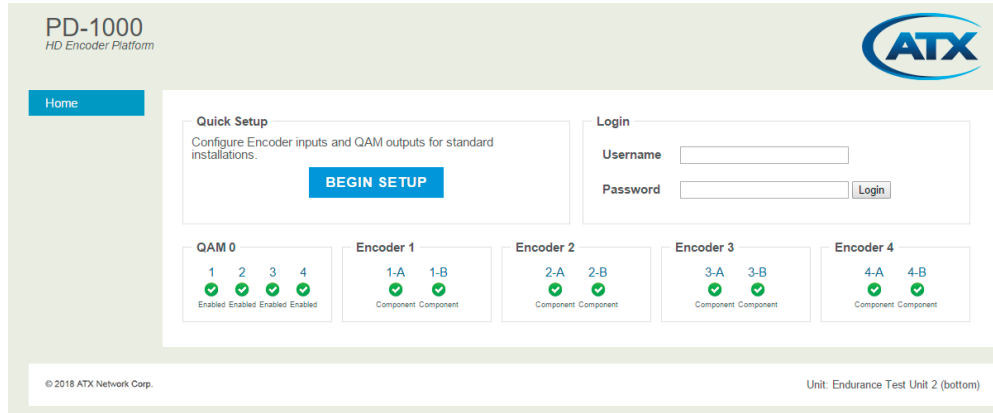 PD-1000
HD Encoder Platform
ATX
Home
Quick Setup
Configure Encoder inputs and QAM outputs for standard
installations.
BEGIN SETUP
Login
Username
Password
Login
QAM 0
1 2 3 4
Enabled Enabled Enabled Enabled
Encoder 1
1-A 1-B
Component Component
Encoder 2
2-A 2-B
Component Component
Encoder 3
3-A 3-B
Component Component
Encoder 4
4-A 4-B
Component Component
© 2018 ATX Network Corp.
Unit: Endurance Test Unit 2 (bottom)